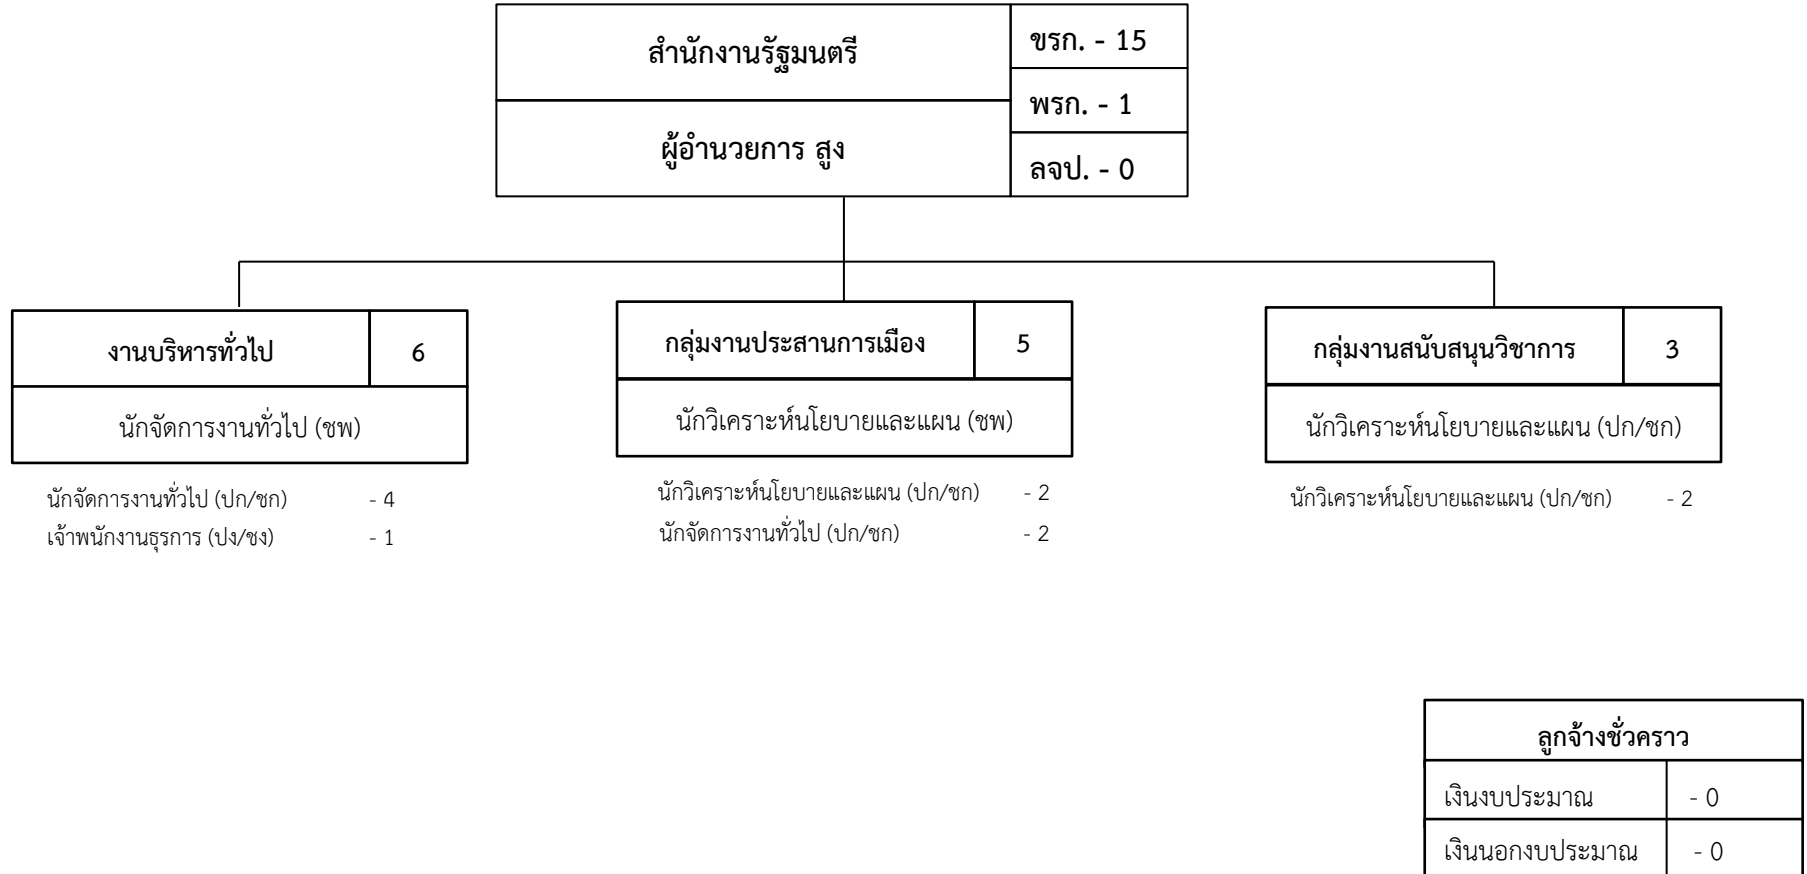 สำนักงานรัฐมนตรี
ขรก. - 15
พรก. - 1
ผู้อำนวยการ สูง
ลจป. - 0
งานบริหารทั่วไป 6
นักจัดการงานทั่วไป (ชพ)
นักจัดการงานทั่วไป (ปก/ชก) - 4
เจ้าพนักงานธุรการ (ปง/ชง) - 1
กลุ่มงานประสานการเมือง 5
นักวิเคราะห์นโยบายและแผน (ชพ)
นักวิเคราะห์นโยบายและแผน (ปก/ชก) - 2
นักจัดการงานทั่วไป (ปก/ชก) - 2
กลุ่มงานสนับสนุนวิชาการ 3
นักวิเคราะห์นโยบายและแผน (ปก/ชก)
นักวิเคราะห์นโยบายและแผน (ปก/ชก) - 2
ลูกจ้างชั่วคราว
เงินงบประมาณ - 0
เงินนอกงบประมาณ - 0